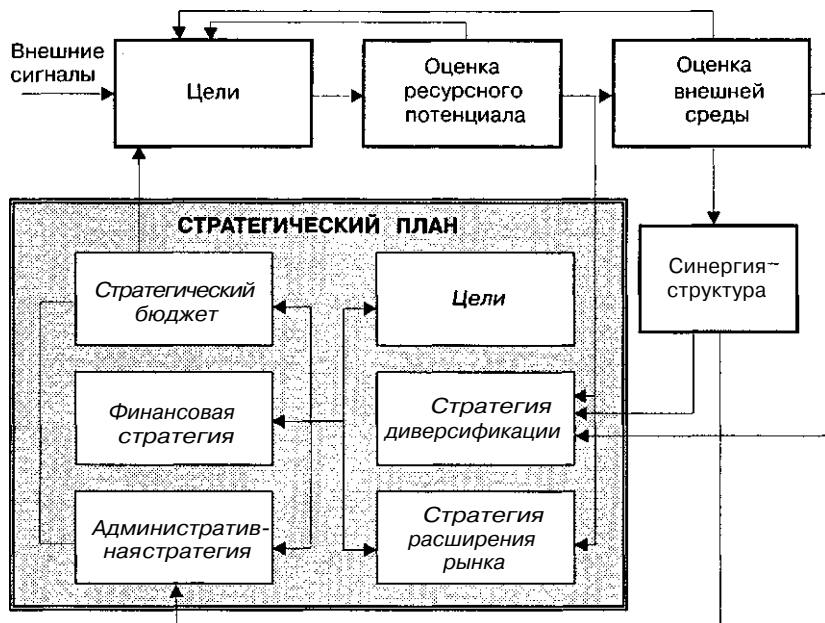 Внешние
сигналы
Цели
Оценка
ресурсного
потенциала
Оценка
внешней
среды
СТРАТЕГИЧЕСКИЙ ПЛАН
Стратегический
бюджет
Цели
Синергия-
структура
Финансовая
стратегия
Стратегия
диверсификации
Административ-
наястратегия
Стратегия
расширения
рынка